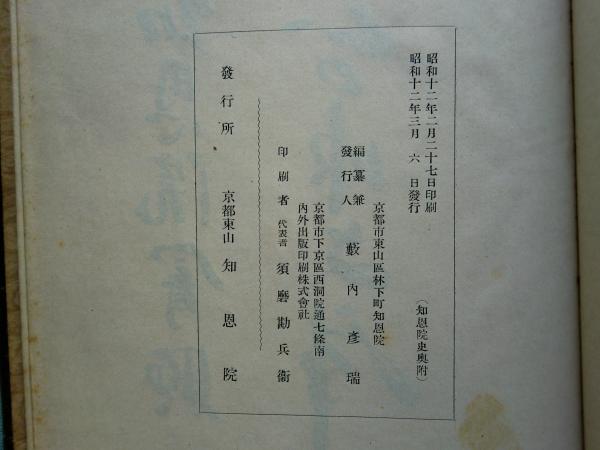 昭和十二年二月二十七日印刷
昭和十二年三月六日發行
(知恩院史奧附)
京都市東山區林下町知恩院
編纂兼
發行人 藪內彥瑞
京都市下京區西洞院通七條南
內外出版印刷株式會社
印刷者 代表者 須磨勘兵衞
發行所 京都東山 知恩院